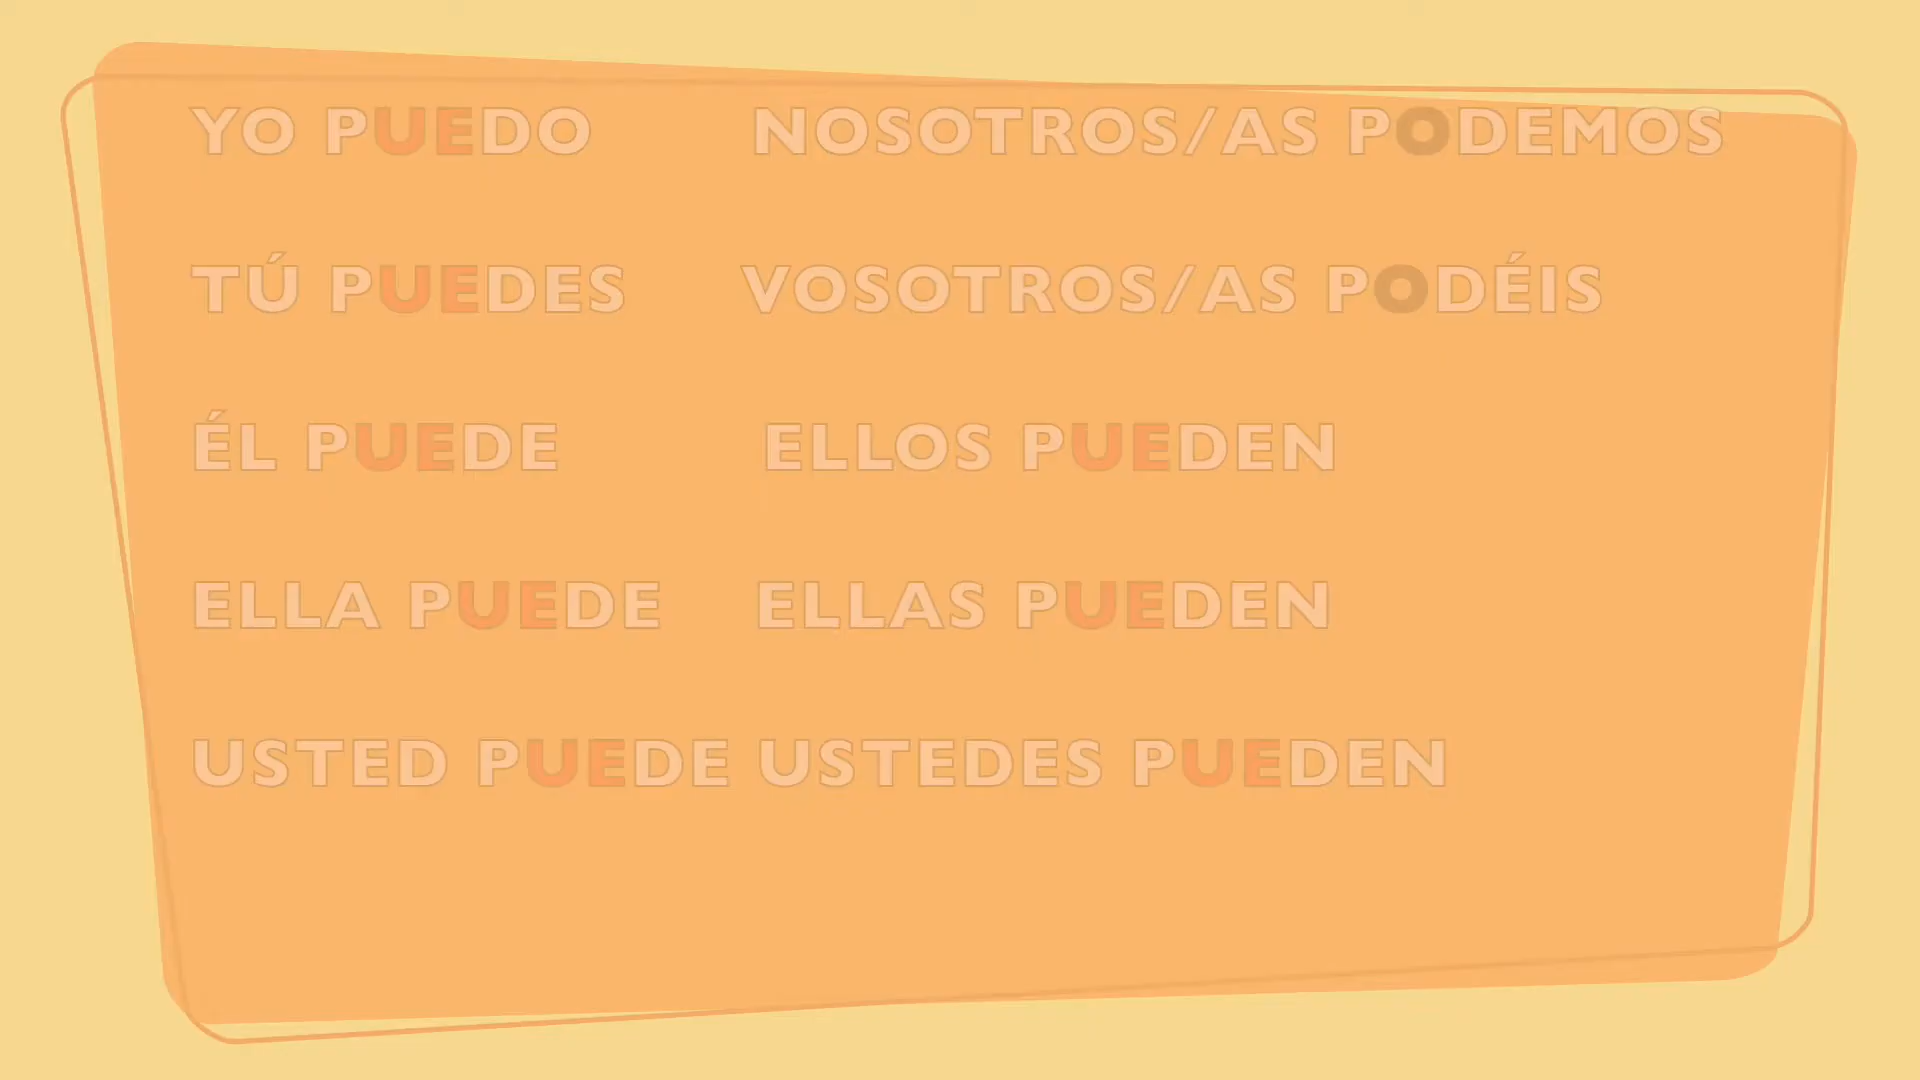 YO PUEDO NOSOTROS/AS PODEMOS
TÚ PUEDES VOSOTROS/AS PODÉIS
ÉL PUEDE ELLOS PUEDEN
ELLA PUEDE ELLAS PUEDEN
USTED PUEDE USTEDES PUEDEN